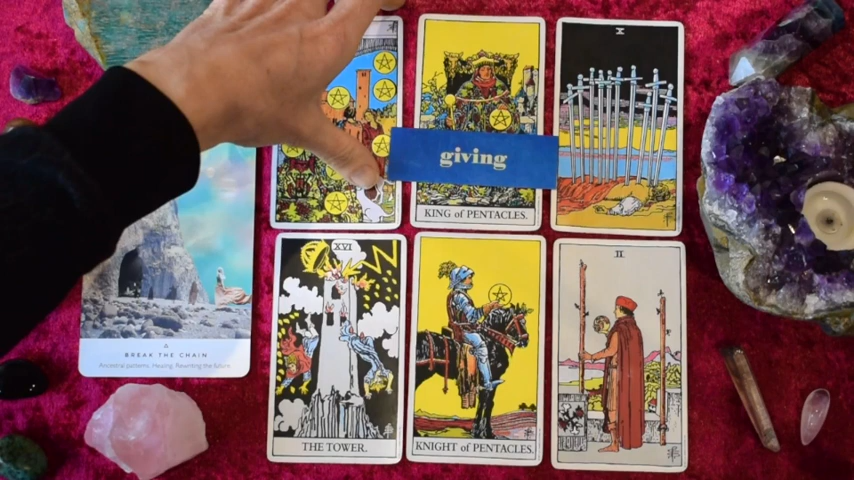 X
giving
KING of PENTACLES.
XVI
II
BREAK THE CHAIN
Ancestral patterns, Healing, Rewriting the future
THE TOWER.
KNIGHT of PENTACLES.